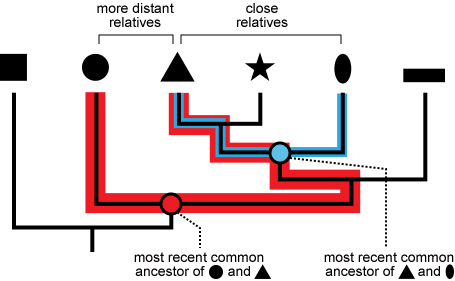 more distant
relatives
close
relatives
most recent common
ancestor of and
most recent common
ancestor of and